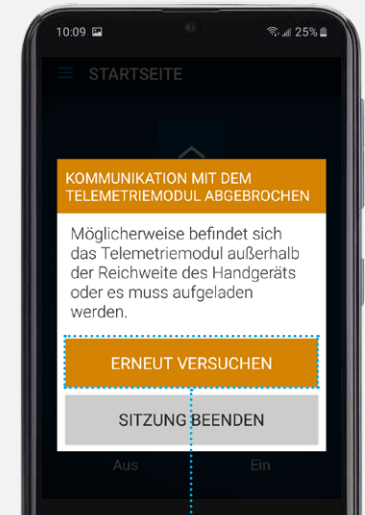 10:09 25%
STARTSEITE
KOMMUNIKATION MIT DEM
TELEMETRIEMODUL ABGEBROCHEN
Möglicherweise befindet sich
das Telemetriemodul außerhalb
der Reichweite des Handgeräts
oder es muss aufgeladen
werden.
ERNEUT VERSUCHEN
SITZUNG BEENDEN
Aus Ein